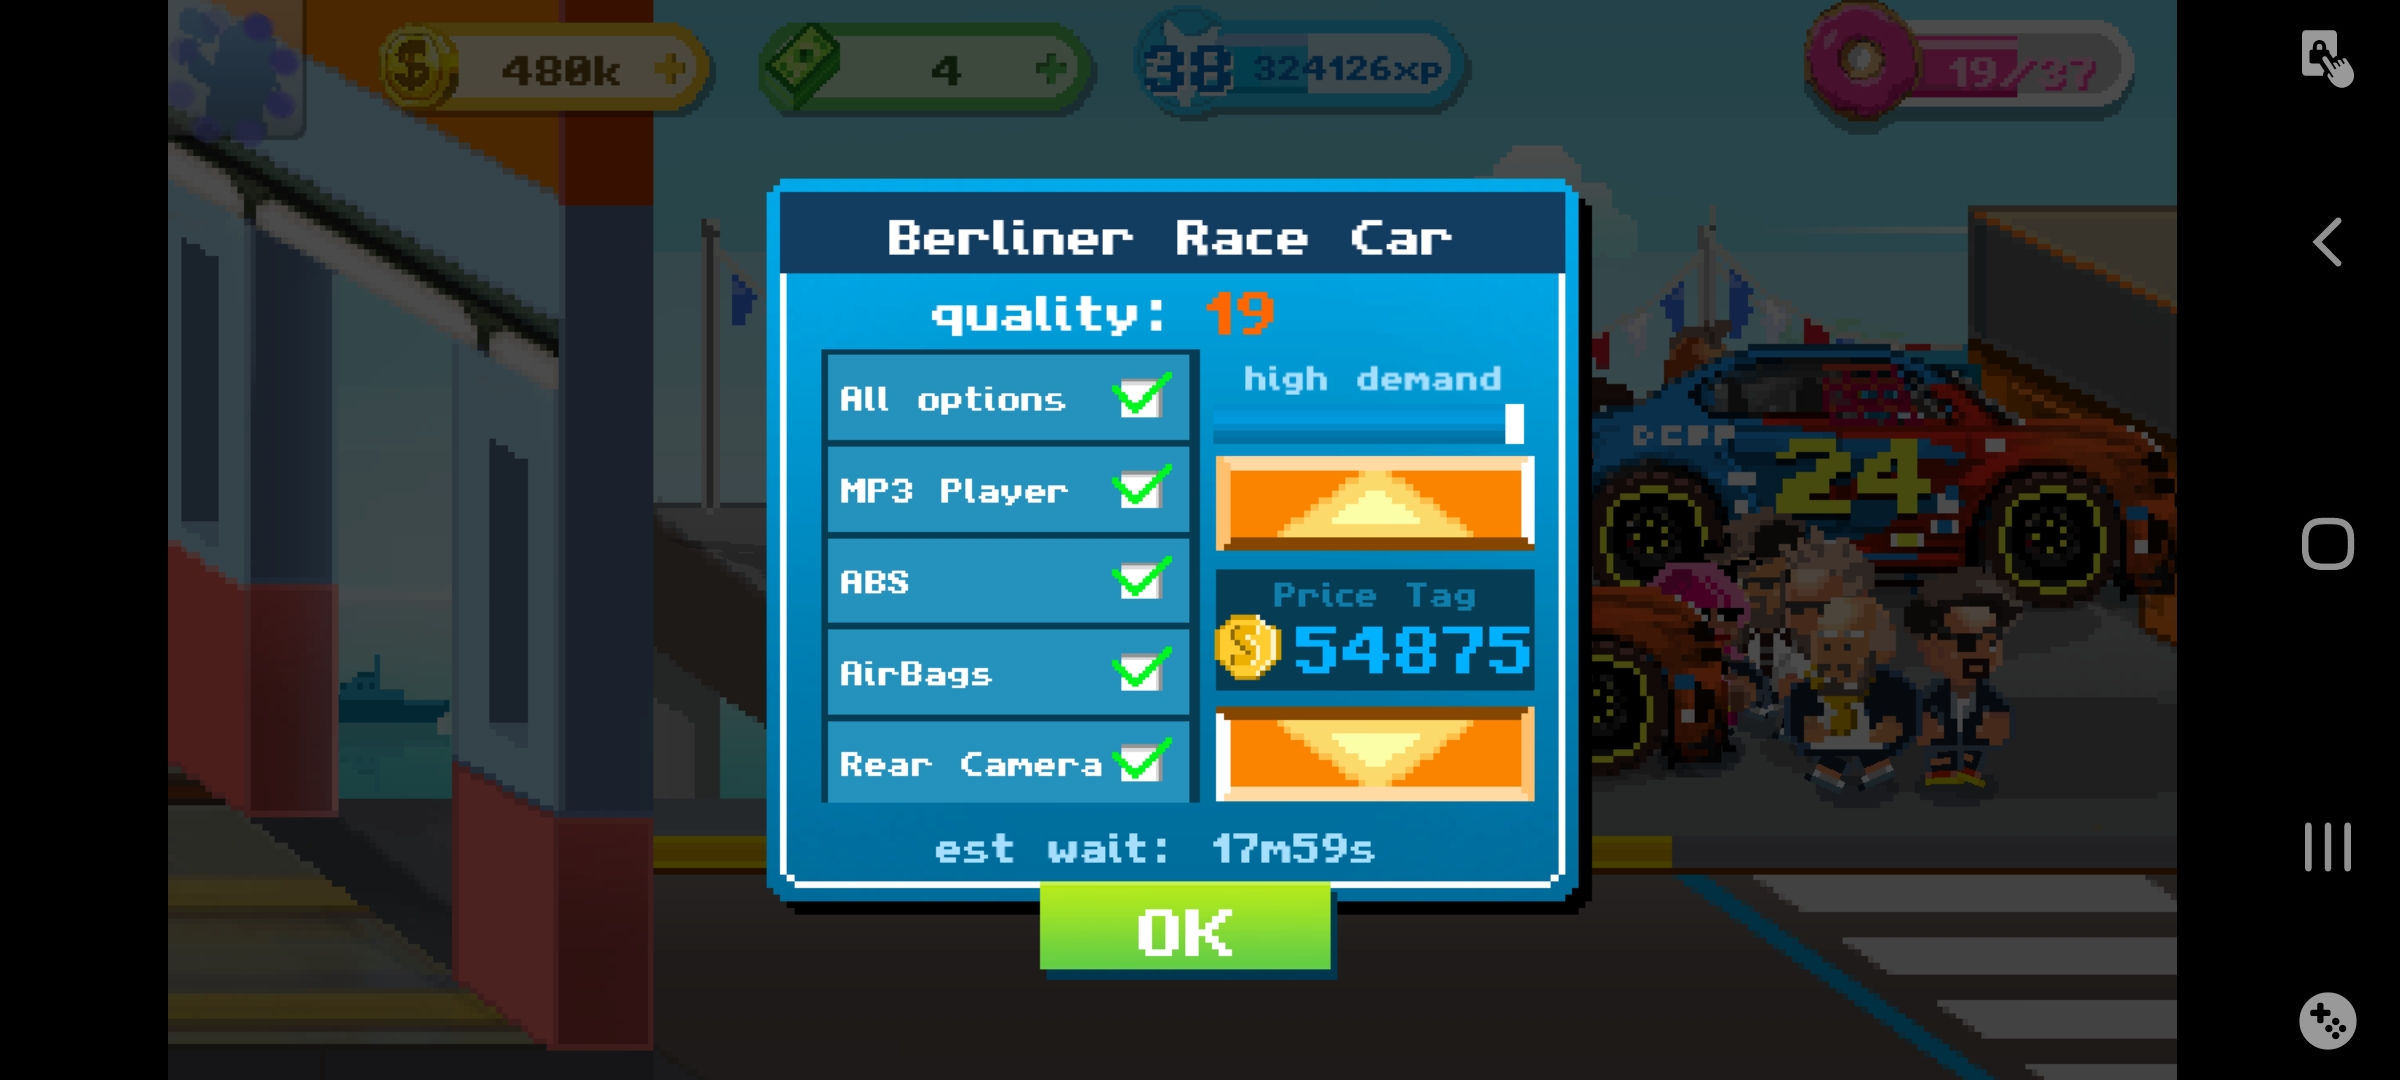 480k
4
38 324126xp
19/37
Berliner Race Car
quality: 19
All options
MP3 Player
ABS
AirBags
Rear Camera
high demand
Price Tag
54875
est wait: 17m59s
OK
24